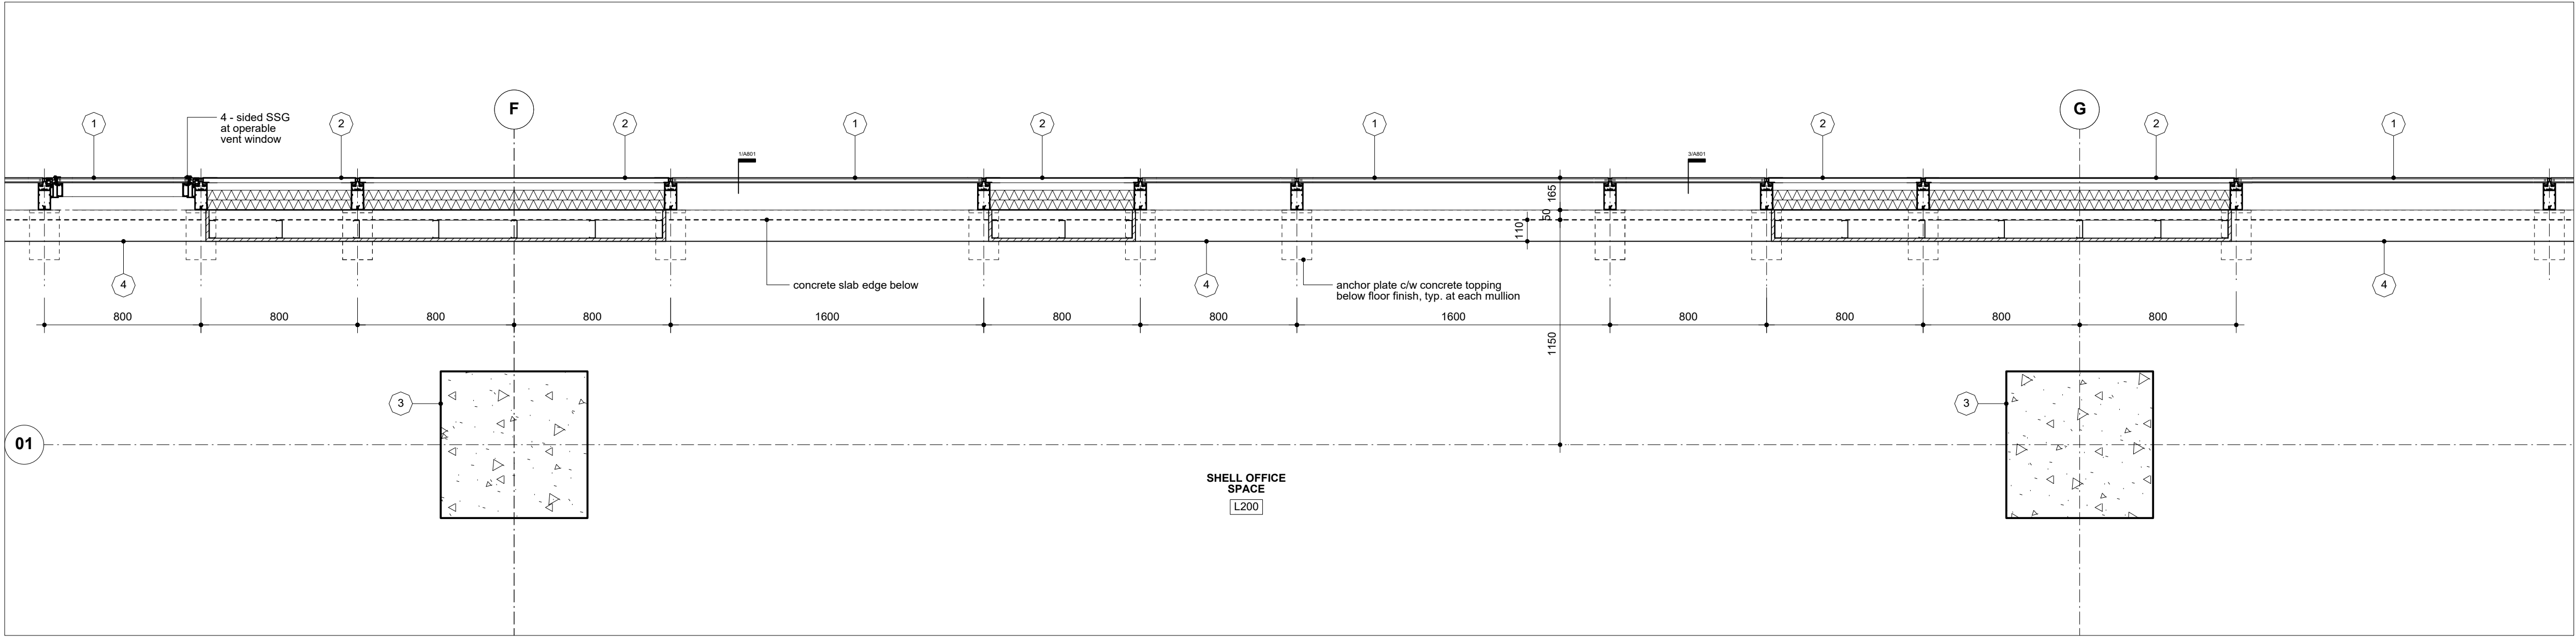 F
G
1
4 - sided SSG
at operable
vent window
2
2
1
2
1
2
2
1
1/A801
3/A801
165
50
110
4
concrete slab edge below
4
anchor plate c/w concrete topping
below floor finish, typ. at each mullion
4
800
800
800
800
1600
800
800
1600
800
800
800
800
1150
3
3
01
SHELL OFFICE
SPACE
L200